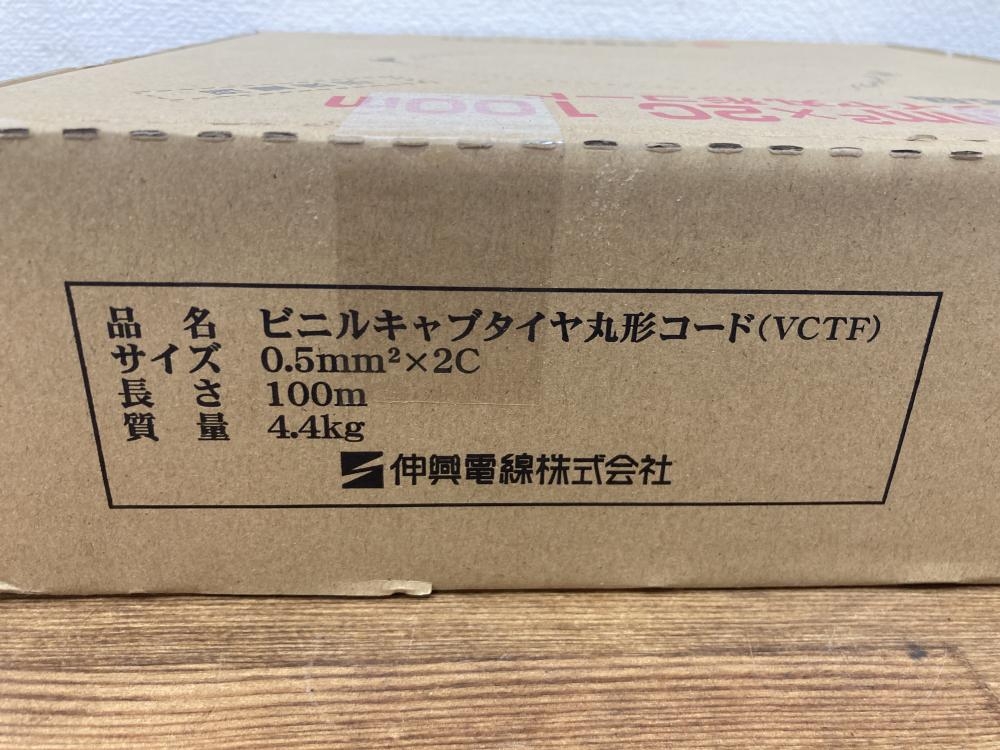 100m
品名 ビニルキャブタイヤ丸形コード(VCTF)
サイズ 0.5mm²×2C
長さ 100m
質量 4.4kg
伸興電線株式会社